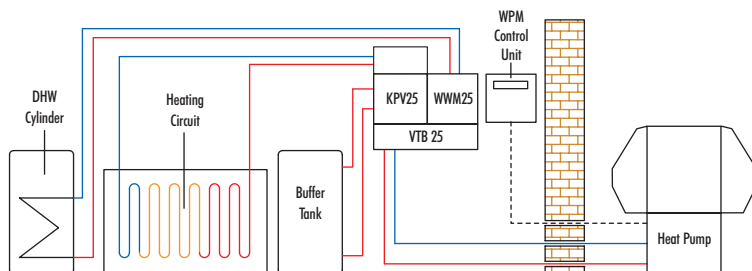 WPM
Control
Unit
DHW
Cylinder
Heating
Circuit
KPV25
WWM25
VTB 25
Buffer
Tank
Heat Pump